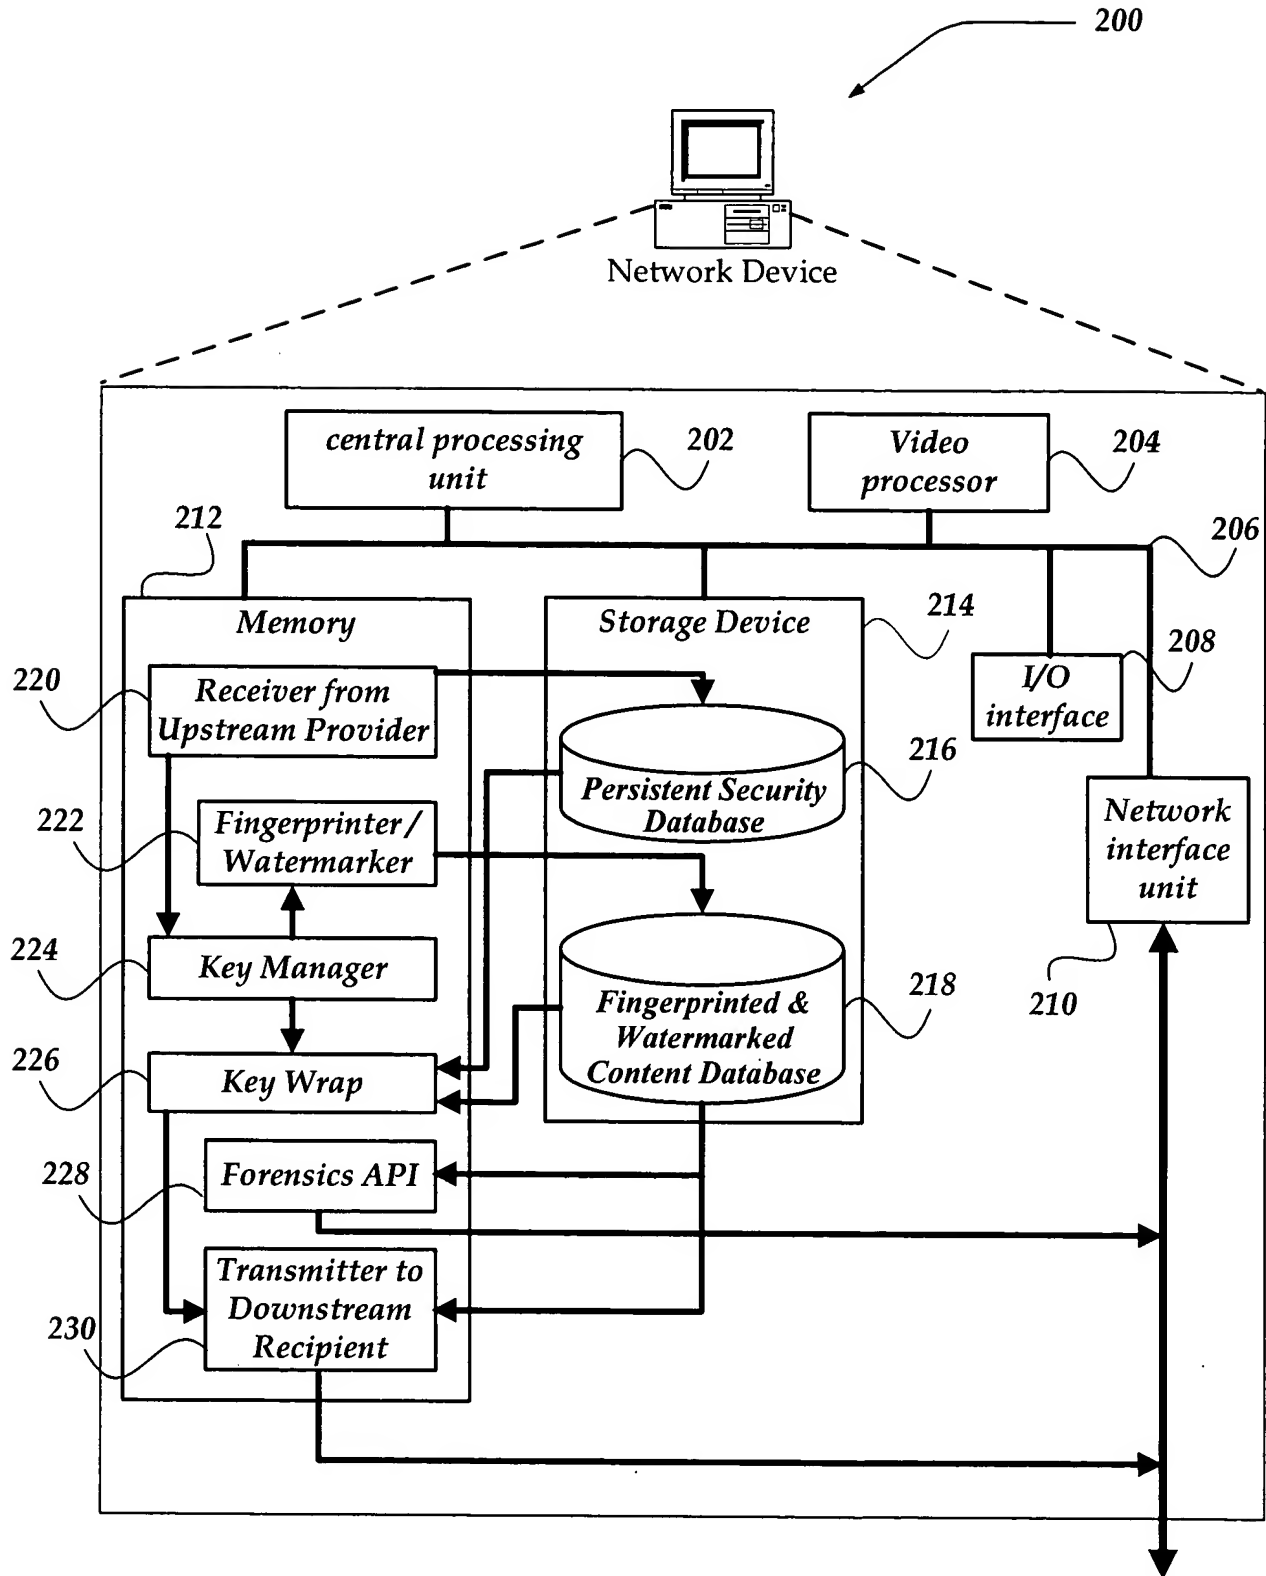 200
Network Device
central processing
unit
202
Video
processor
204
212
206
Memory
Storage Device
214
208
I/O
interface
220
Receiver from
Upstream Provider
216
Persistent Security
Database
222
Fingerprinter/
Watermarker
Network
interface
unit
224
Key Manager
210
218
Fingerprinted &
Watermarked
Content Database
226
Key Wrap
228
Forensics API
230
Transmitter to
Downstream
Recipient